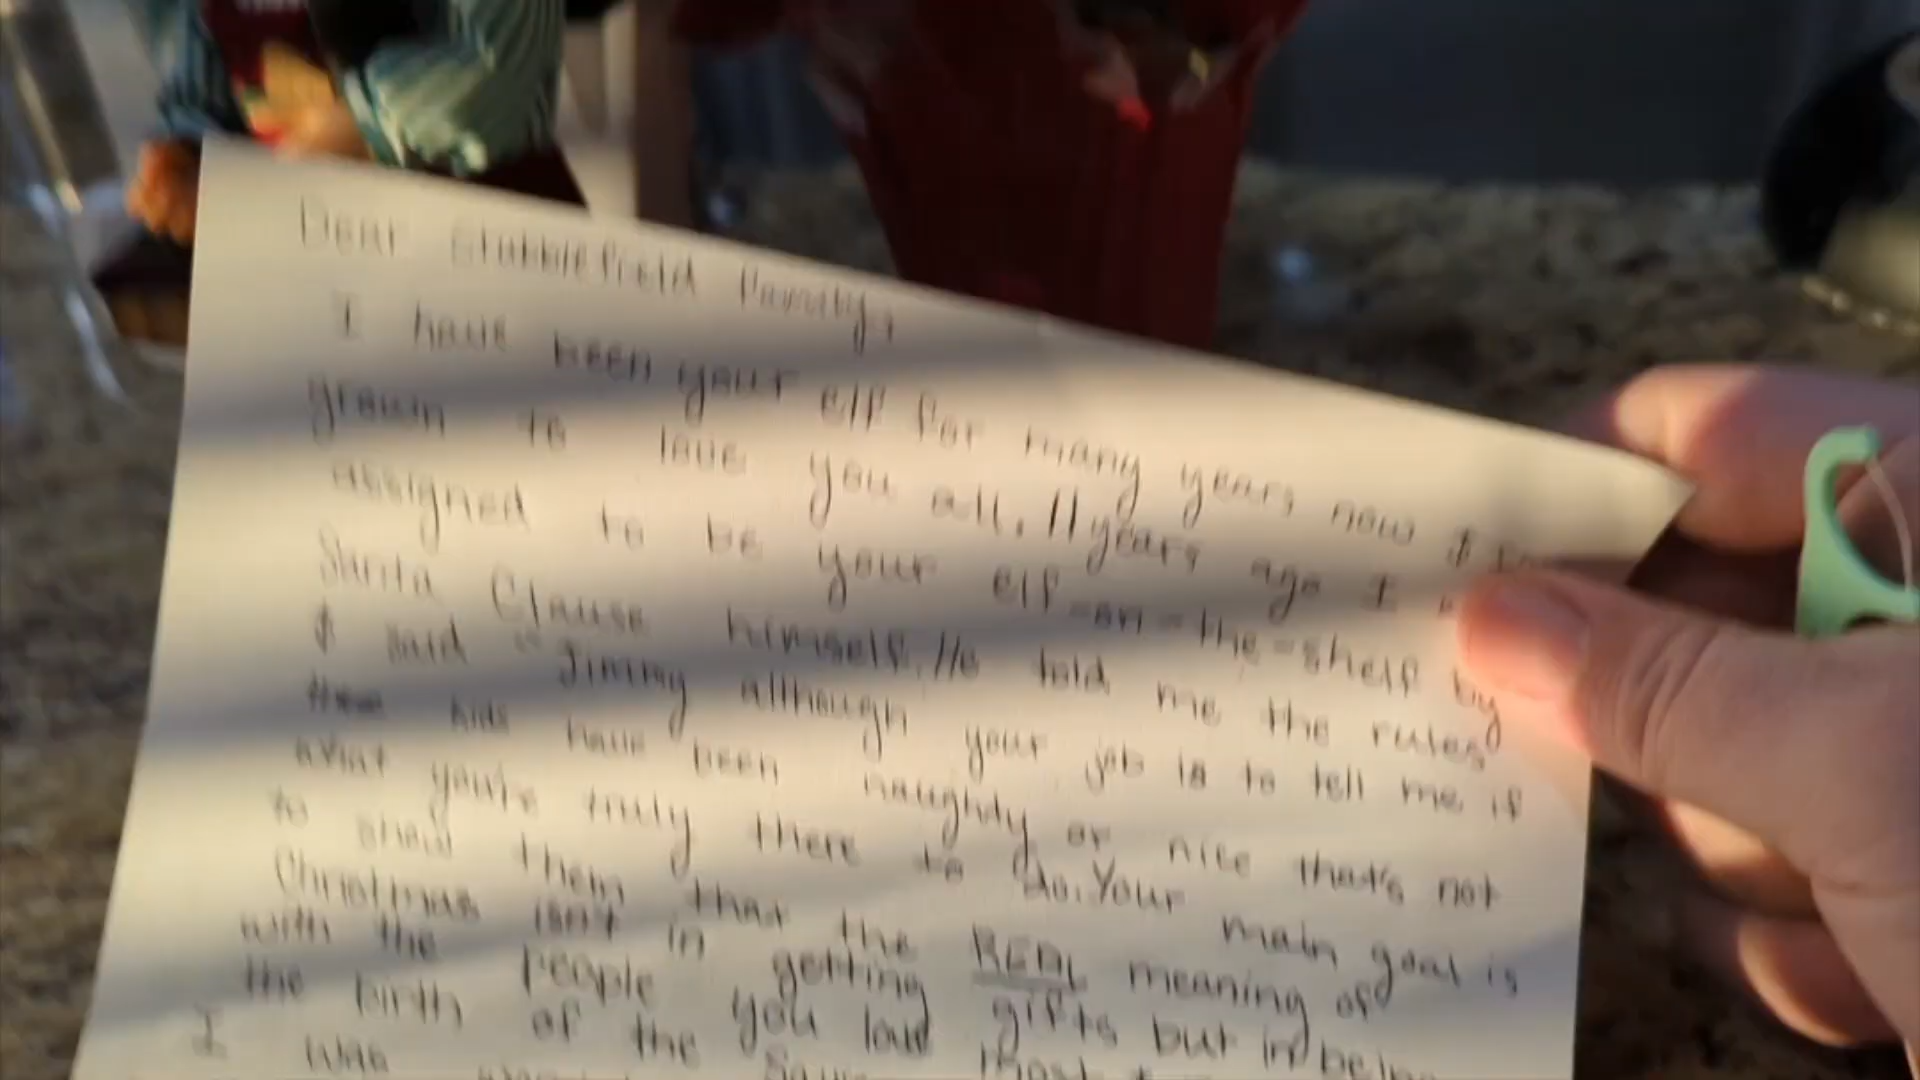 Dear Stubblefield Family,
I have been your elf for many years now &
grown to love you all. 11 years ago I
assigned to be your elf-on-the-shelf by
Santa Clause himself. He told me the rules
& said "Jimmy allthough your job is to tell me if
kids have been naughty or nice that's not
what you're truly there to do. Your main goal is
to show them that the REAL meaning of
Christmas isn't in getting gifts but in being
with the people you love most
the birth of the
I was